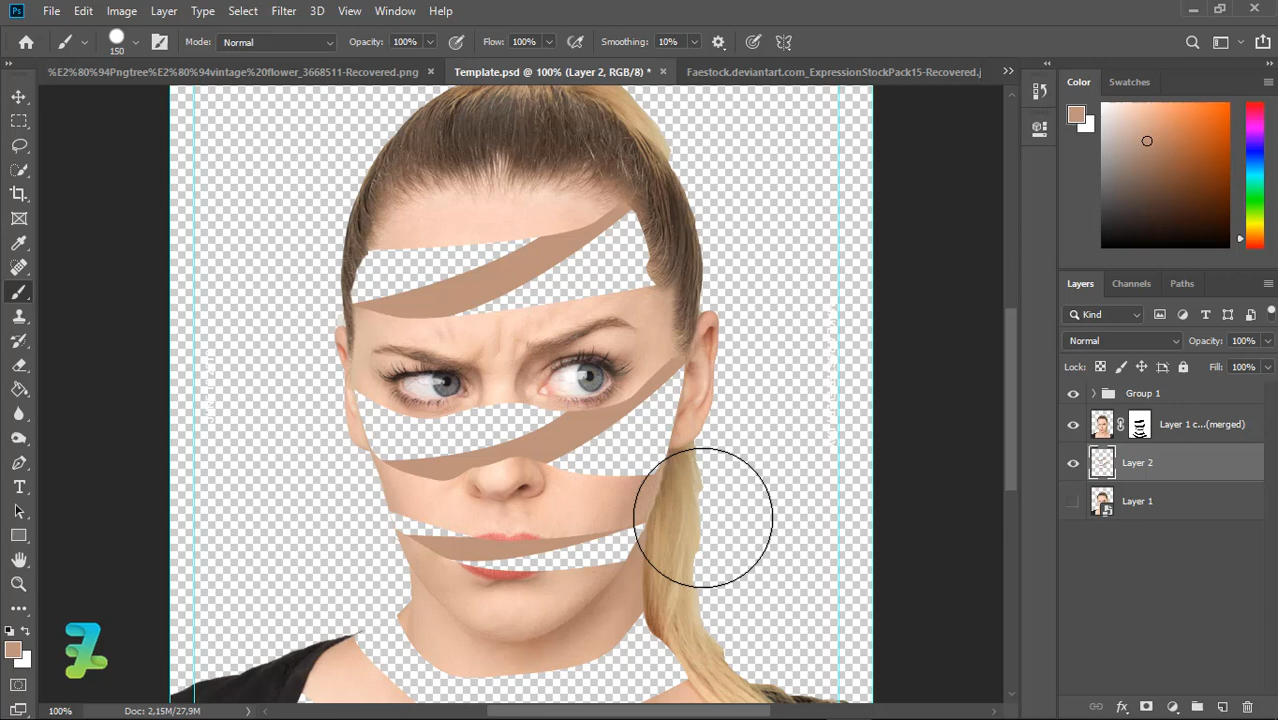 Ps File Edit Image Layer Type Select Filter 3D View Window Help
150 Mode: Normal Opacity: 100% Flow: 100% Smoothing: 10%
%E2%80%94Pngtree%E2%80%94vintage%20flower_3668511-Recovered.png × Template.psd @ 100% (Layer 2, RGB/8) * × Faestock.deviantart.com_ExpressionStockPack15-Recovered.j
Color Swatches
Layers Channels Paths
Kind
Normal Opacity: 100%
Lock: Fill: 100%
Group 1
Layer 1 c...(merged)
Layer 2
Layer 1
100% Doc: 2,15M/27,9M